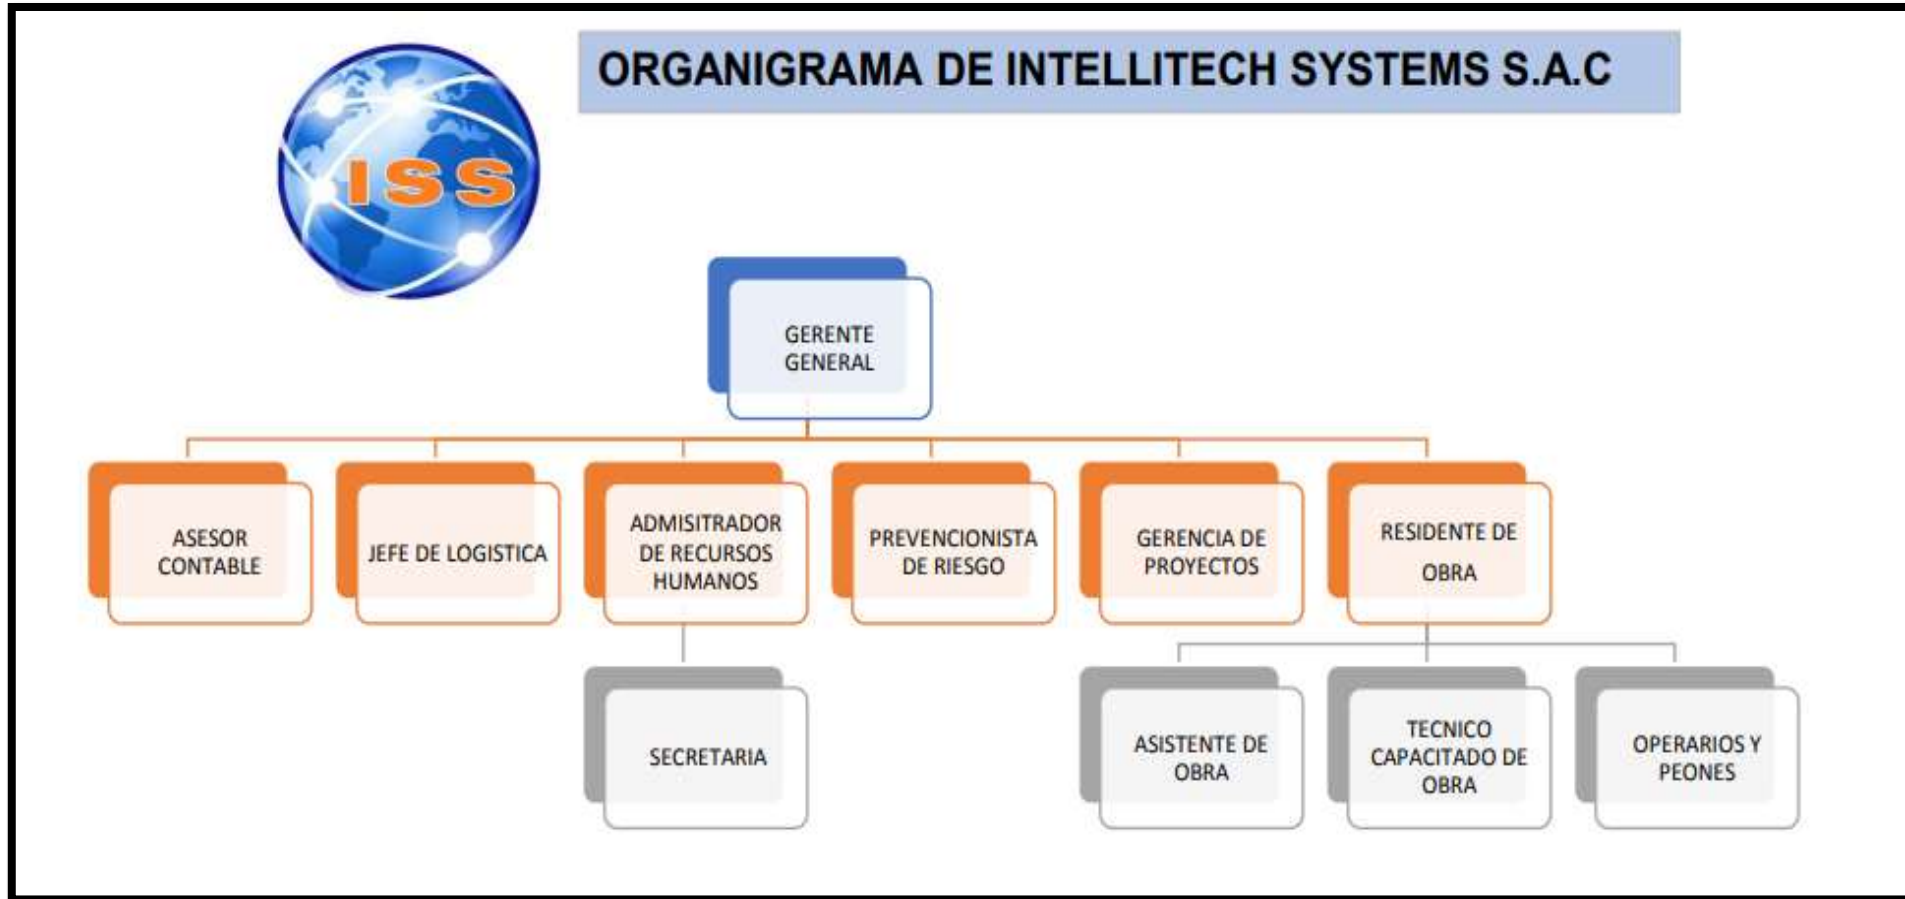 ORGANIGRAMA DE INTELLITECH SYSTEMS S.A.C
ISS
GERENTE
GENERAL
ASESOR
CONTABLE
JEFE DE LOGISTICA
ADMISITRADOR
DE RECURSOS
HUMANOS
PREVENCIONISTA
DE RIESGO
GERENCIA DE
PROYECTOS
RESIDENTE DE
OBRA
SECRETARIA
ASISTENTE DE
OBRA
TECNICO
CAPACITADO DE
OBRA
OPERARIOS Y
PEONES